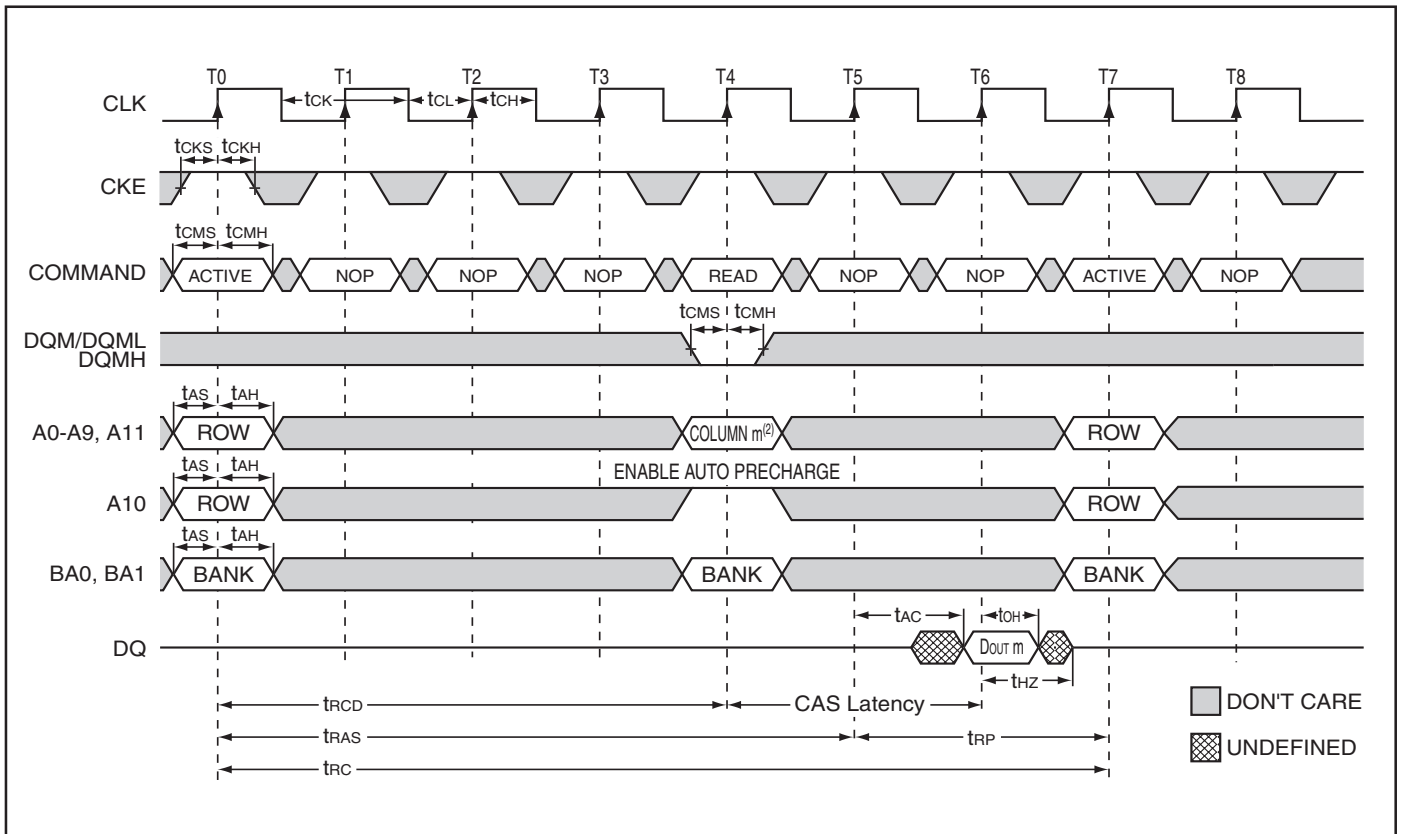 T0 T1 T2 T3 T4 T5 T6 T7 T8
CLK tCK tCL tCH
tCKS tCKH
CKE
tCMS tCMH
COMMAND ACTIVE NOP NOP NOP READ NOP NOP ACTIVE NOP
tCMS tCMH
DQM/DQML
DQMH
tAS tAH
A0-A9, A11 ROW COLUMN m(2) ROW
tAS tAH ENABLE AUTO PRECHARGE
A10 ROW ROW
tAS tAH
BA0, BA1 BANK BANK BANK
tAC tOH
DQ DOUT m
tHZ
tRCD CAS Latency DON'T CARE
tRAS tRP UNDEFINED
tRC